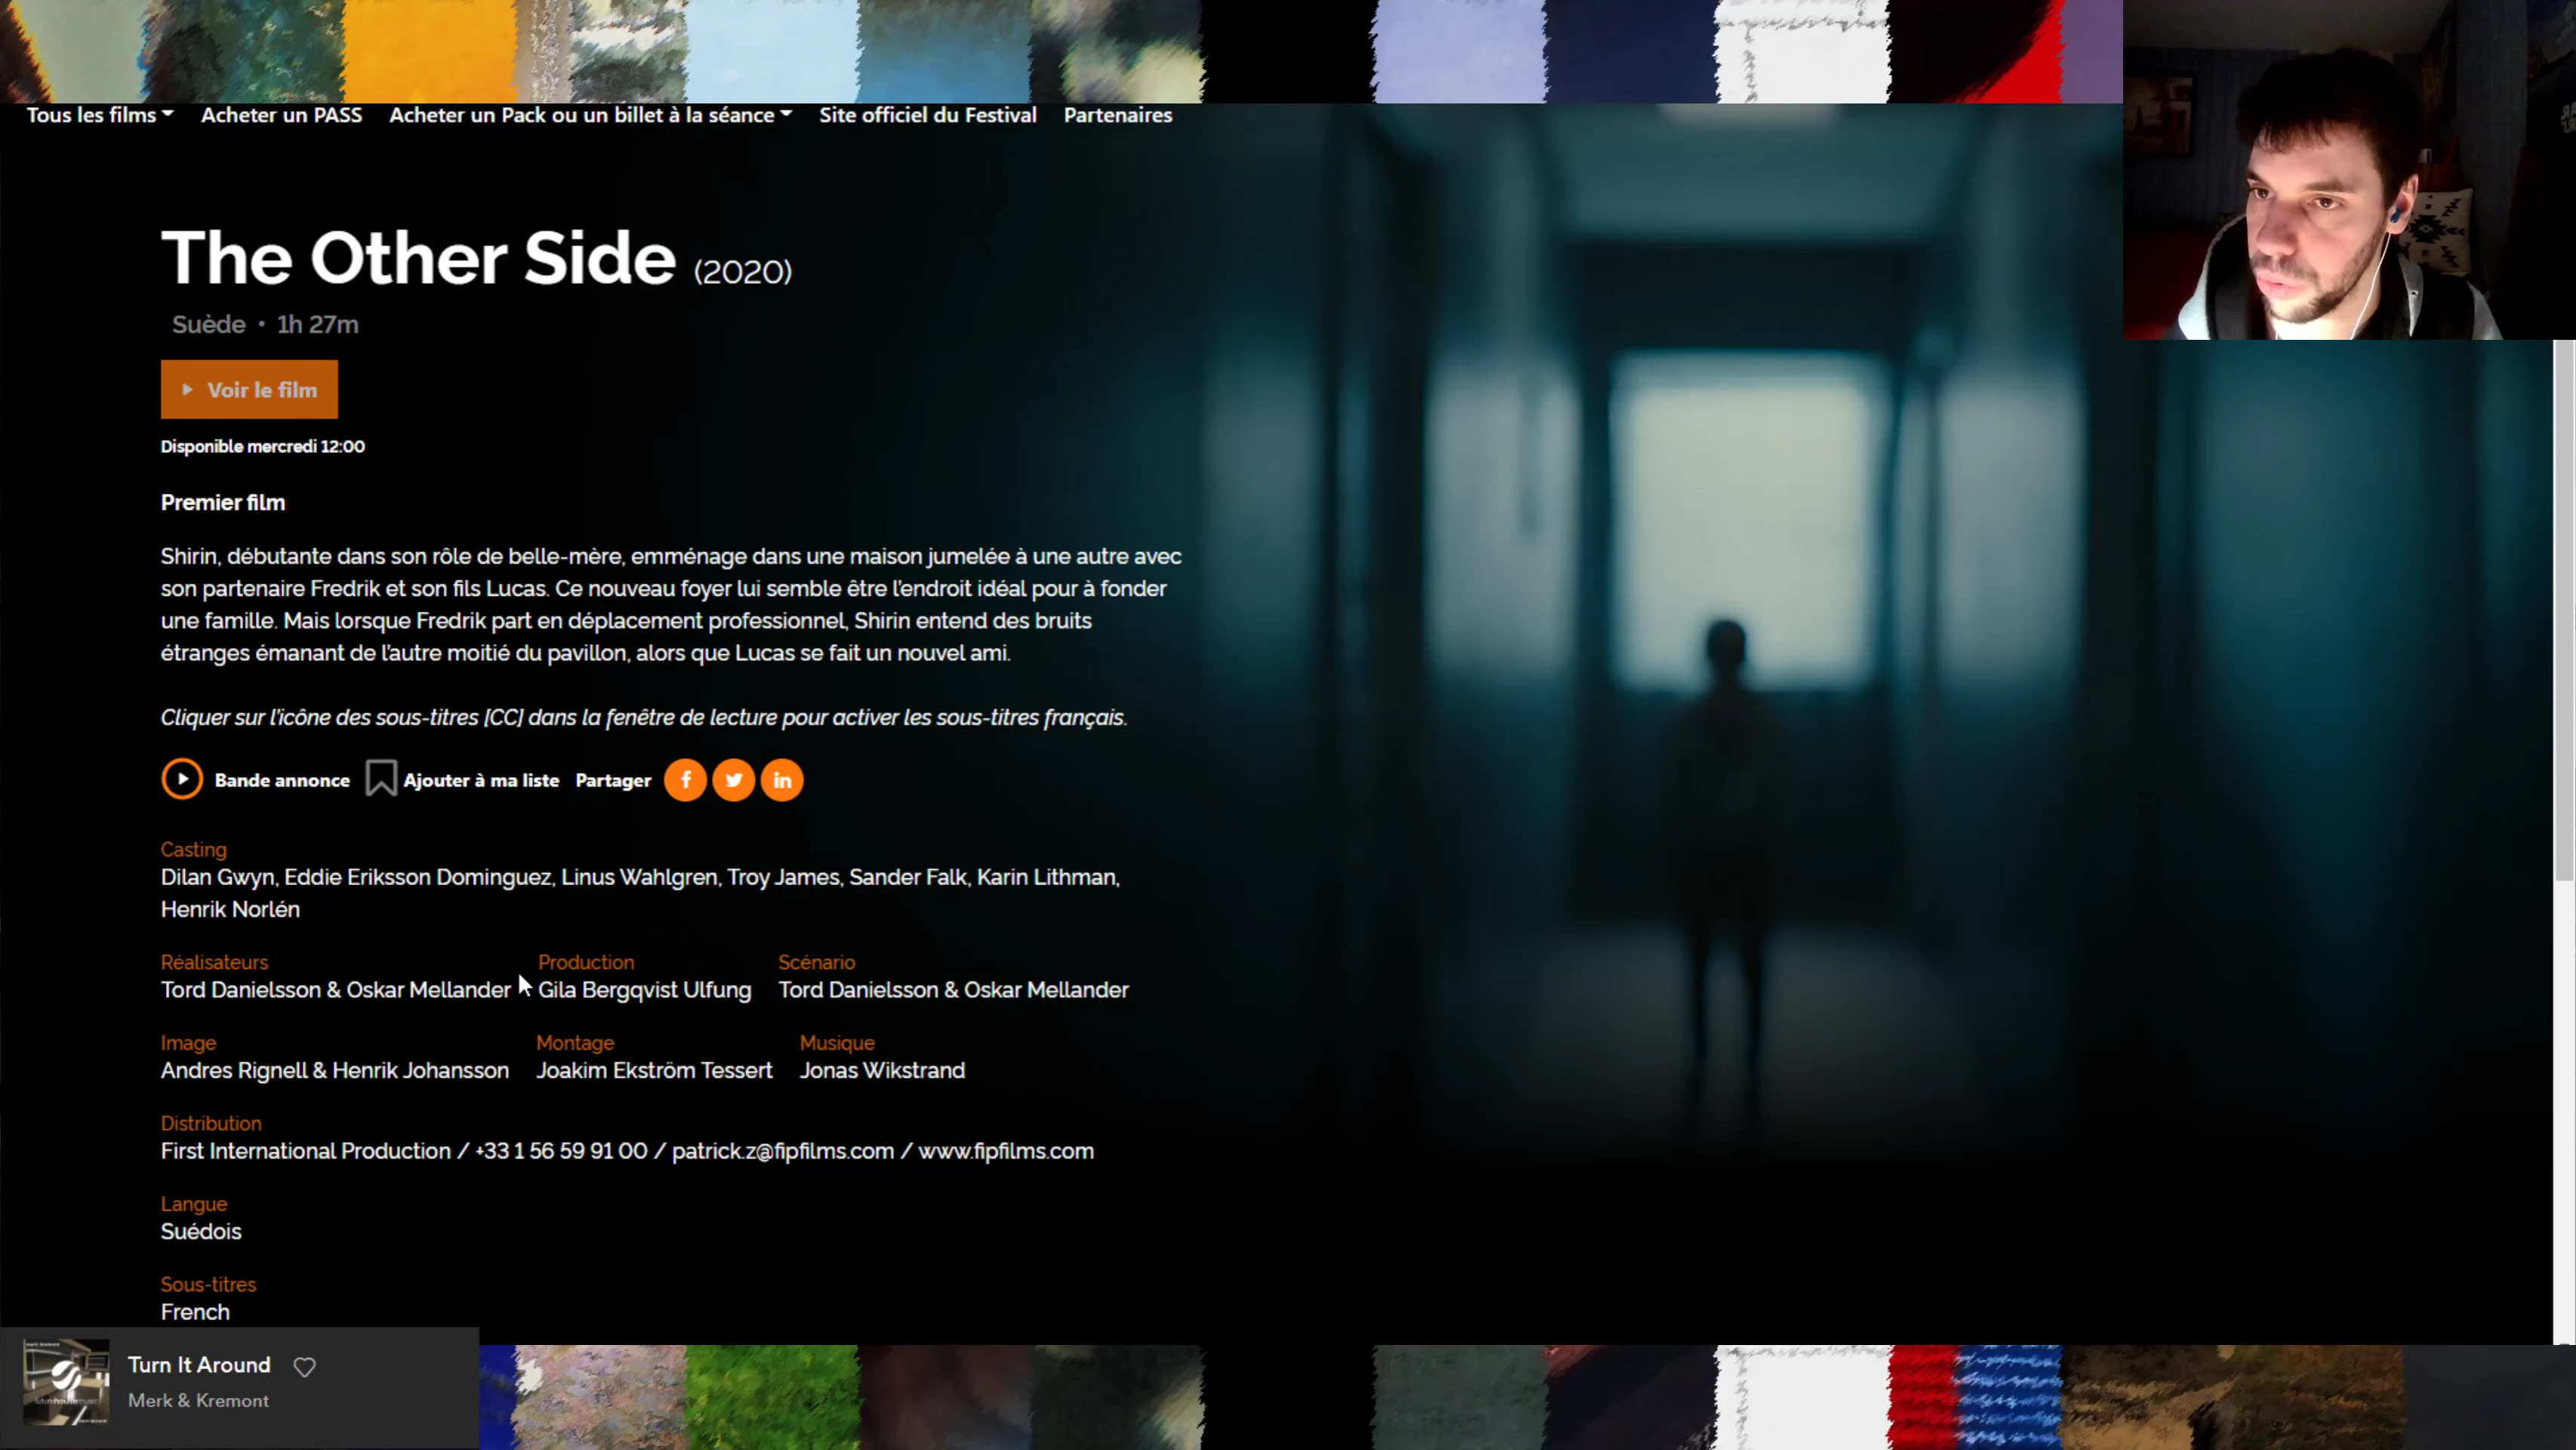 Tous les films
Acheter un PASS
Acheter un Pack ou un billet à la séance
Site officiel du Festival
Partenaires
The Other Side (2020)
Suède • 1h 27m
Voir le film
Disponible mercredi 12:00
Premier film
Shirin, débutante dans son rôle de belle-mère, emménage dans une maison jumelée à une autre avec
son partenaire Fredrik et son fils Lucas. Ce nouveau foyer lui semble être l'endroit idéal pour à fonder
une famille. Mais lorsque Fredrik part en déplacement professionnel, Shirin entend des bruits
étranges émanant de l'autre moitié du pavillon, alors que Lucas se fait un nouvel ami.
Cliquer sur l'icône des sous-titres [CC] dans la fenêtre de lecture pour activer les sous-titres français.
Bande annonce Ajouter à ma liste Partager
Casting
Dilan Gwyn, Eddie Eriksson Dominguez, Linus Wahlgren, Troy James, Sander Falk, Karin Lithman,
Henrik Norlén
Réalisateurs
Tord Danielsson & Oskar Mellander
Production
Gila Bergqvist Ulfung
Scénario
Tord Danielsson & Oskar Mellander
Image
Andres Rignell & Henrik Johansson
Montage
Joakim Ekström Tessert
Musique
Jonas Wikstrand
Distribution
First International Production / +33 1 56 59 91 00 / patrick.z@fipfilms.com / www.fipfilms.com
Langue
Suédois
Sous-titres
French
Turn It Around
Merk & Kremont